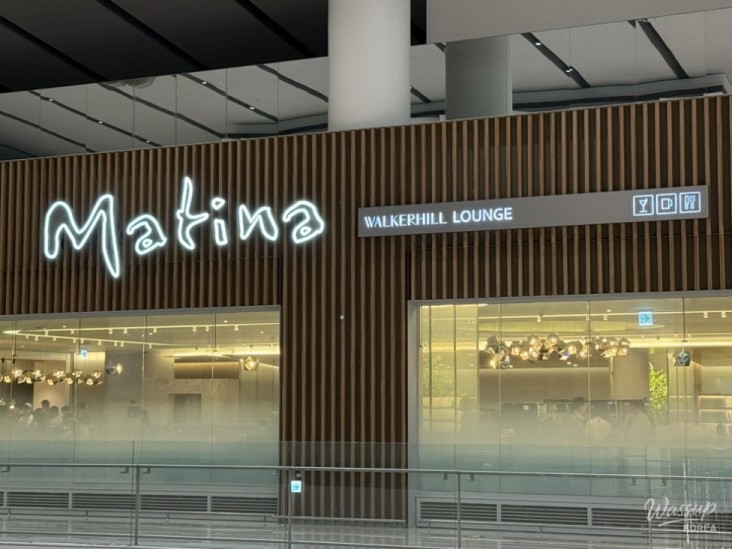 Matina
WALKERHILL LOUNGE
Wassup
KOREA